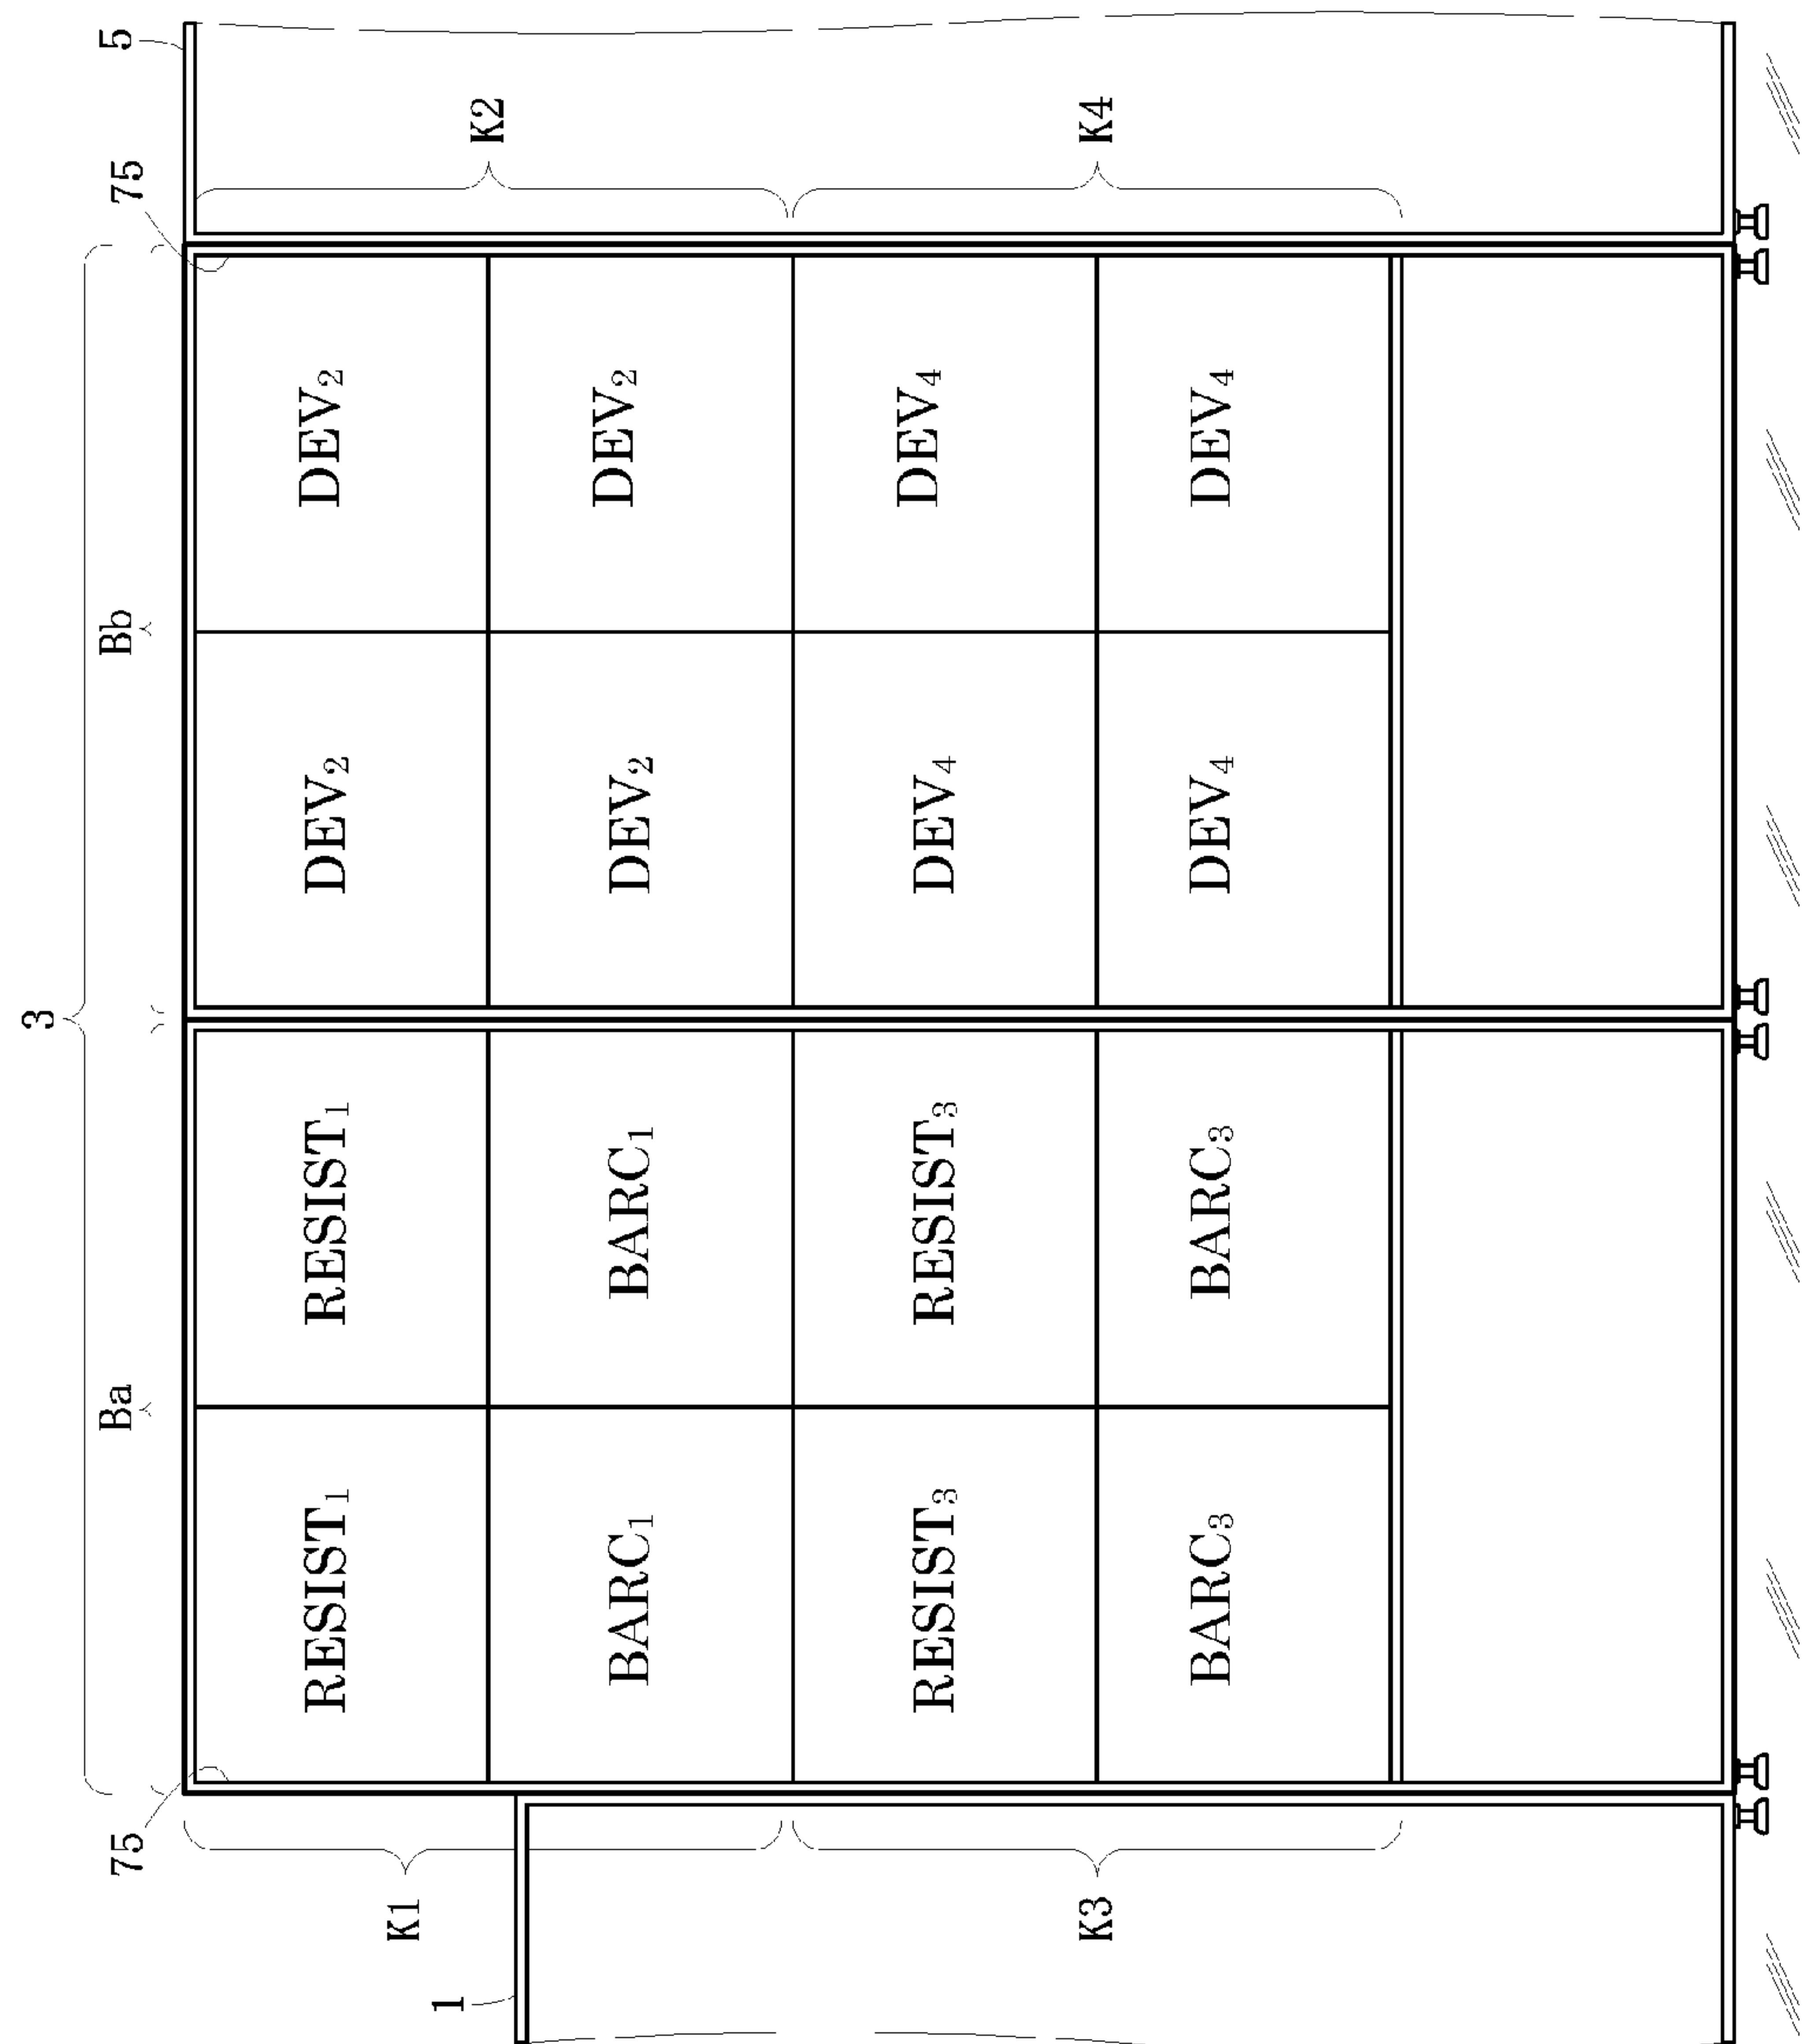 3
75 Ba Bb 75 5
RESIST₁ RESIST₁ DEV₂ DEV₂
K1
1
K2
BARC₁ BARC₁ DEV₂ DEV₂
RESIST₃ RESIST₃ DEV₄ DEV₄
K3 K4
BARC₃ BARC₃ DEV₄ DEV₄